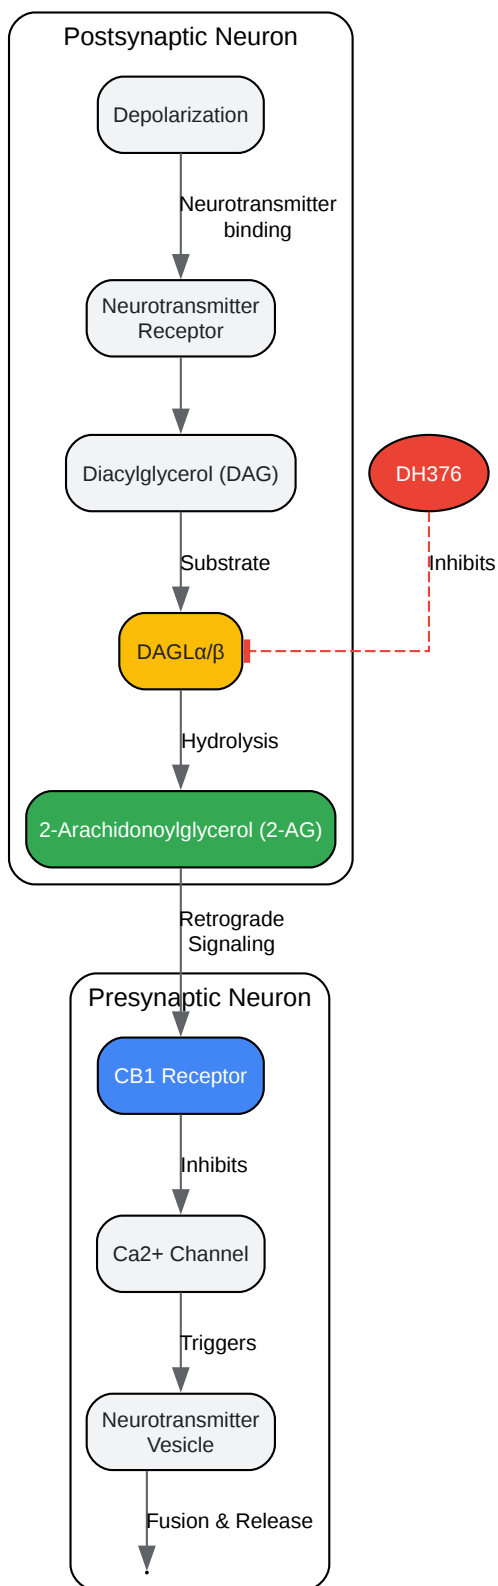 Postsynaptic Neuron
Depolarization
Neurotransmitter
binding
Neurotransmitter
Receptor
Diacylglycerol (DAG)
DH376
Substrate
Inhibits
DAGLα/β
Hydrolysis
2-Arachidonoylglycerol (2-AG)
Retrograde
Signaling
Presynaptic Neuron
CB1 Receptor
Inhibits
Ca2+ Channel
Triggers
Neurotransmitter
Vesicle
Fusion & Release